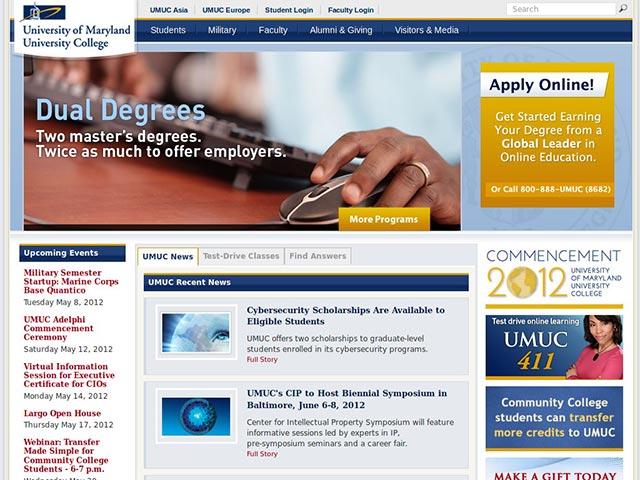 UMUC Asia
UMUC Europe
Student Login
Faculty Login
Search
University of Maryland
University College
Students
Military
Faculty
Alumni & Giving
Visitors & Media
Dual Degrees
Two master's degrees.
Twice as much to offer employers.
More Programs
Apply Online!
Get Started Earning
Your Degree from a
Global Leader in
Online Education.
Or Call 800-888-UMUC (8682)
Upcoming Events
Military Semester
Startup: Marine Corps
Base Quantico
Tuesday May 8, 2012
UMUC Adelphi
Commencement
Ceremony
Saturday May 12, 2012
Virtual Information
Session for Executive
Certificate for CIOs
Monday May 14, 2012
Largo Open House
Thursday May 17, 2012
Webinar: Transfer
Made Simple for
Community College
Students - 6-7 p.m.
Wednesday May 30
UMUC News
Test-Drive Classes
Find Answers
UMUC Recent News
Cybersecurity Scholarships Are Available to
Eligible Students
UMUC offers two scholarships to graduate-level
students enrolled in its cybersecurity programs.
Full Story
UMUC's CIP to Host Biennial Symposium in
Baltimore, June 6-8, 2012
Center for Intellectual Property Symposium will feature
informative sessions led by experts in IP,
pre-symposium seminars and a career fair.
Full Story
COMMENCEMENT
2012
UNIVERSITY
OF MARYLAND
UNIVERSITY
COLLEGE
Test drive online learning
UMUC
411
Community College
students can transfer
more credits to UMUC
MAKE A GIFT TODAY